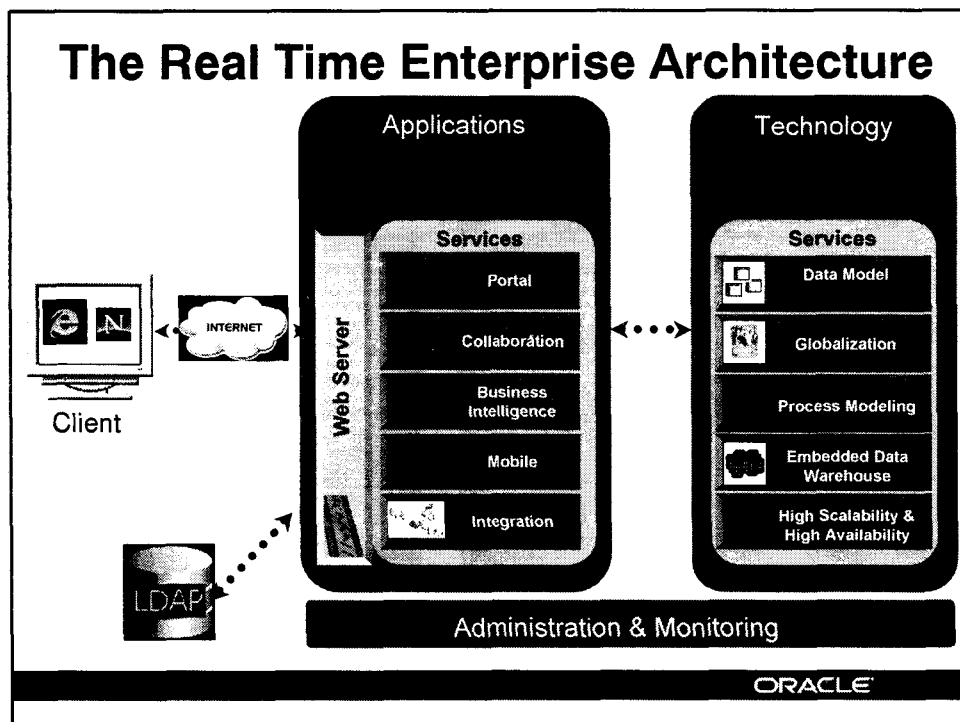 The Real Time Enterprise Architecture
Applications
Technology
Web Server
Services
Portal
Collaboration
Business
Intelligence
Mobile
Integration
Services
Data Model
Globalization
Process Modeling
Embedded Data
Warehouse
High Scalability &
High Availability
e N
INTERNET
Client
LDAP
Administration & Monitoring
ORACLE